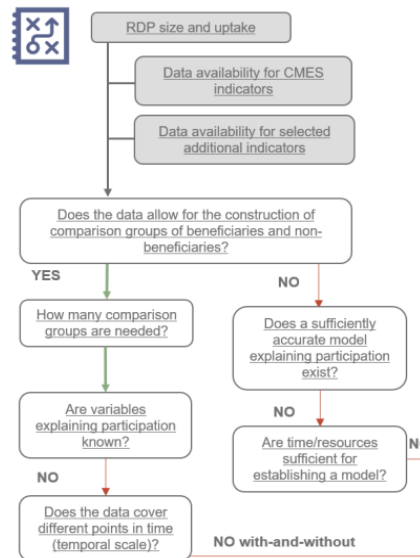 RDP size and uptake
Data availability for CMES
indicators
Data availability for selected
additional indicators
Does the data allow for the construction of
comparison groups of beneficiaries and non-
beneficiaries?
YES
NO
How many comparison
groups are needed?
Does a sufficiently
accurate model
explaining participation
exist?
Are variables
explaining participation
known?
NO
Are time/resources
sufficient for
establishing a model?
NO
Does the data cover
different points in time
(temporal scale)?
NO with-and-without